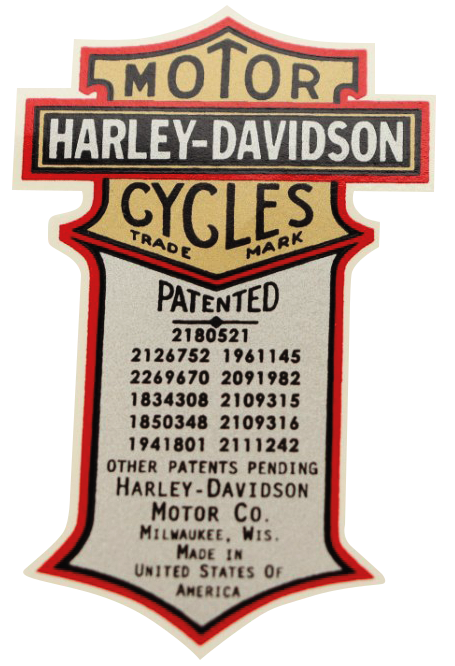 MOTOR
HARLEY-DAVIDSON
CYCLES
TRADE MARK
PATENTED
2180521
2126752 1961145
2269670 2091982
1834308 2109315
1850348 2109316
1941801 2111242
OTHER PATENTS PENDING
HARLEY-DAVIDSON
MOTOR CO.
MILWAUKEE, WIS.
MADE IN
UNITED STATES OF
AMERICA